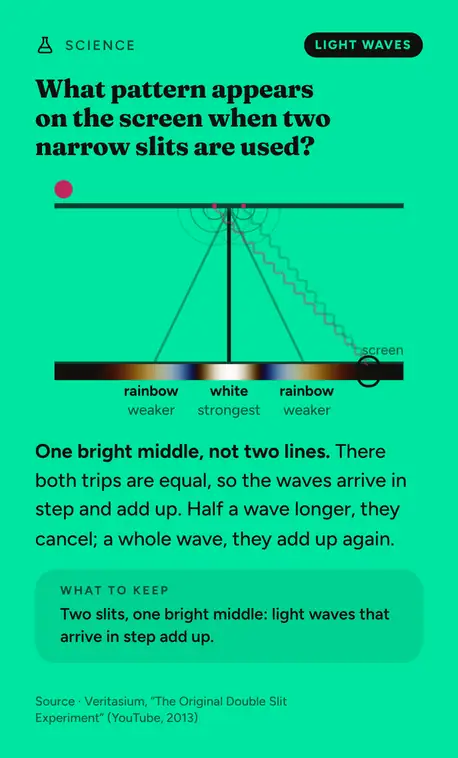 SCIENCE
LIGHT WAVES
What pattern appears
on the screen when two
narrow slits are used?
screen
rainbow white rainbow
weaker strongest weaker
One bright middle, not two lines. There
both trips are equal, so the waves arrive in
step and add up. Half a wave longer, they
cancel; a whole wave, they add up again.
WHAT TO KEEP
Two slits, one bright middle: light waves that
arrive in step add up.
Source · Veritasium, “The Original Double Slit
Experiment” (YouTube, 2013)